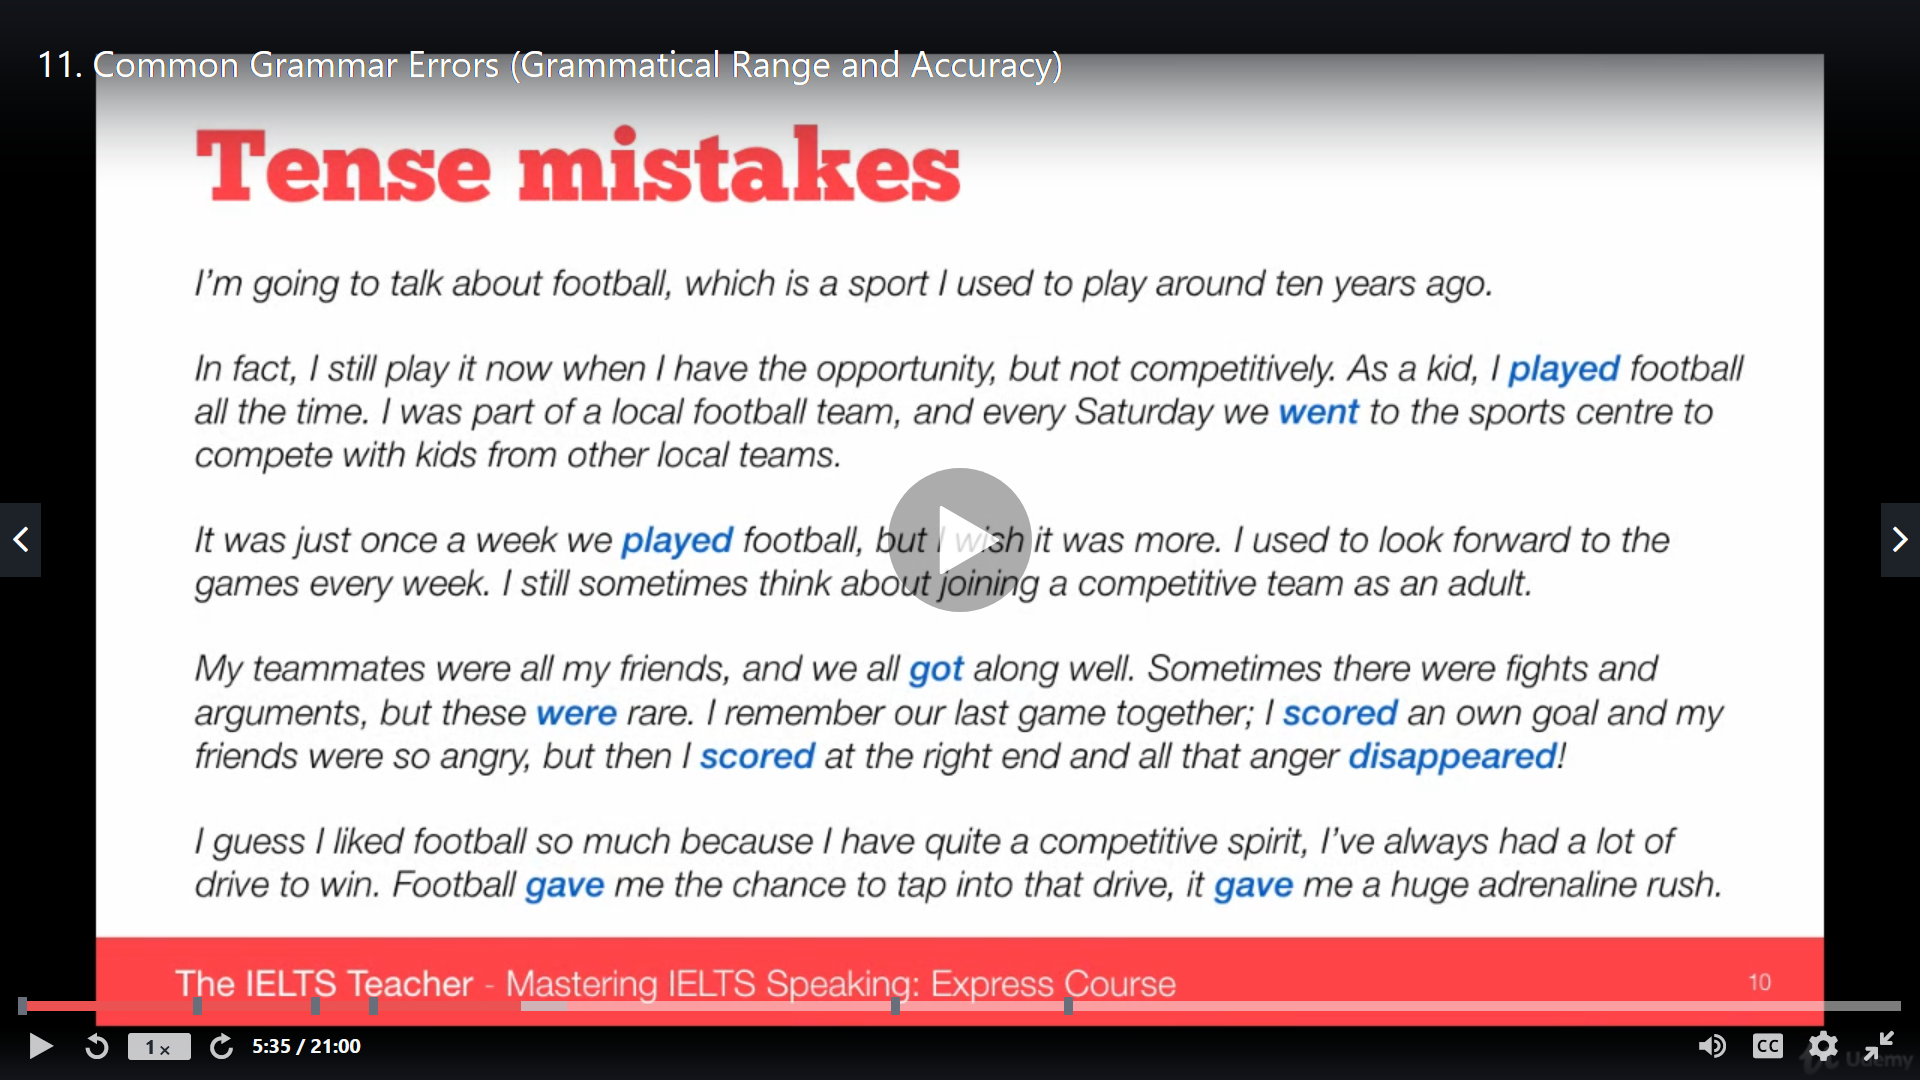 11. Common Grammar Errors (Grammatical Range and Accuracy)
Tense mistakes
I'm going to talk about football, which is a sport I used to play around ten years ago.
In fact, I still play it now when I have the opportunity, but not competitively. As a kid, I played football
all the time. I was part of a local football team, and every Saturday we went to the sports centre to
compete with kids from other local teams.
It was just once a week we played football, but I wish it was more. I used to look forward to the
games every week. I still sometimes think about joining a competitive team as an adult.
My teammates were all my friends, and we all got along well. Sometimes there were fights and
arguments, but these were rare. I remember our last game together; I scored an own goal and my
friends were so angry, but then I scored at the right end and all that anger disappeared!
I guess I liked football so much because I have quite a competitive spirit, I've always had a lot of
drive to win. Football gave me the chance to tap into that drive, it gave me a huge adrenaline rush.
The IELTS Teacher - Mastering IELTS Speaking: Express Course
10
1x
5:35 / 21:00
CC
Udemy